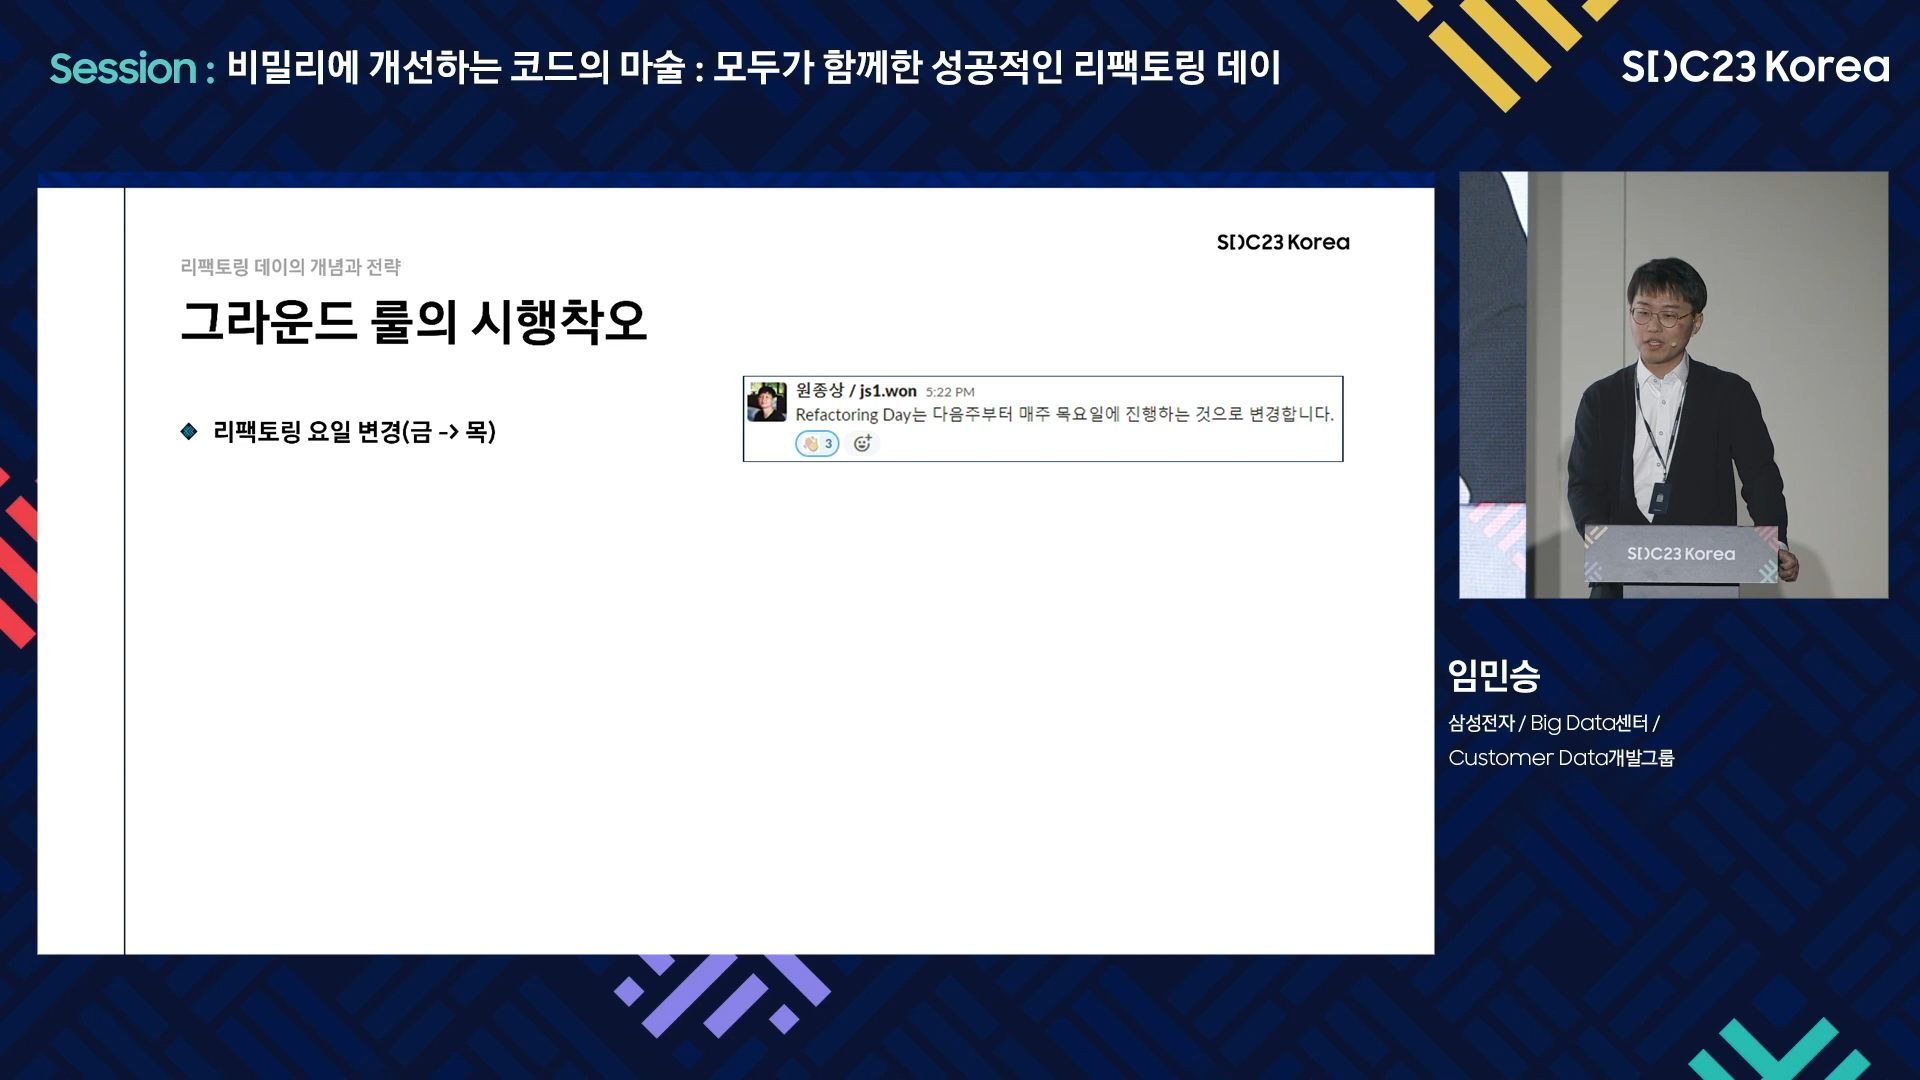 Session : 비밀리에 개선하는 코드의 마술 : 모두가 함께한 성공적인 리팩토링 데이
SDC23 Korea
SDC23 Korea
리팩토링 데이의 개념과 전략
그라운드 룰의 시행착오
리팩토링 요일 변경(금 -> 목)
원종상 / js1.won 5:22 PM
Refactoring Day는 다음주부터 매주 목요일에 진행하는 것으로 변경합니다.
3
SDC23 Korea
임민승
삼성전자 / Big Data센터 /
Customer Data개발그룹